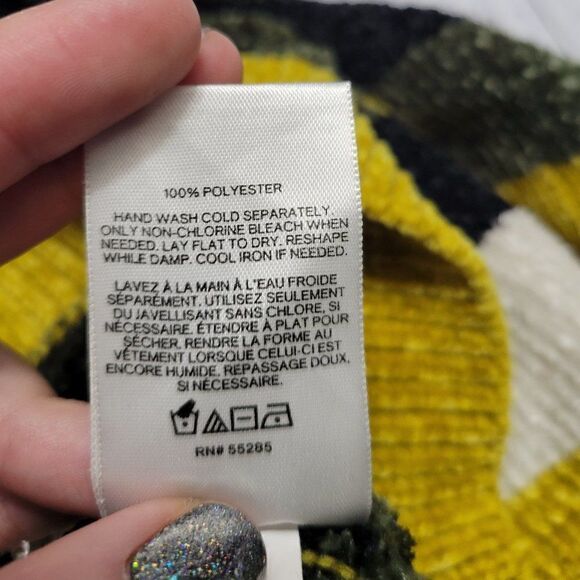 100% POLYESTER
HAND WASH COLD SEPARATELY.
ONLY NON-CHLORINE BLEACH WHEN
NEEDED. LAY FLAT TO DRY. RESHAPE
WHILE DAMP. COOL IRON IF NEEDED.
LAVEZ À LA MAIN À L'EAU FROIDE
SÉPARÉMENT. UTILISEZ SEULEMENT
DU JAVELLISANT SANS CHLORE, SI
NÉCESSAIRE. ÉTENDRE À PLAT POUR
SÉCHER. RENDRE LA FORME AU
VÊTEMENT LORSQUE CELUI-CI EST
ENCORE HUMIDE. REPASSAGE DOUX,
SI NÉCESSAIRE.
RN# 55285